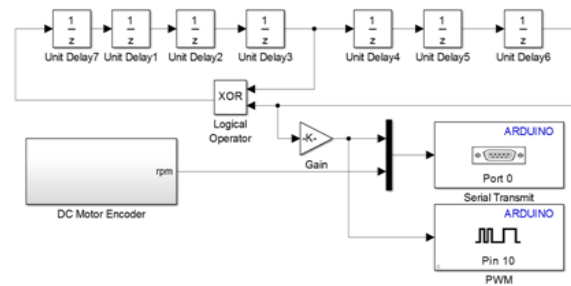 1 1 1 1 1 1 1
z z z z z z z
Unit Delay7 Unit Delay1 Unit Delay2 Unit Delay3 Unit Delay4 Unit Delay5 Unit Delay6
XOR
Logical
Operator
-K-
Gain
rpm
DC Motor Encoder
ARDUINO
Port 0
Serial Transmit
ARDUINO
Pin 10
PWM